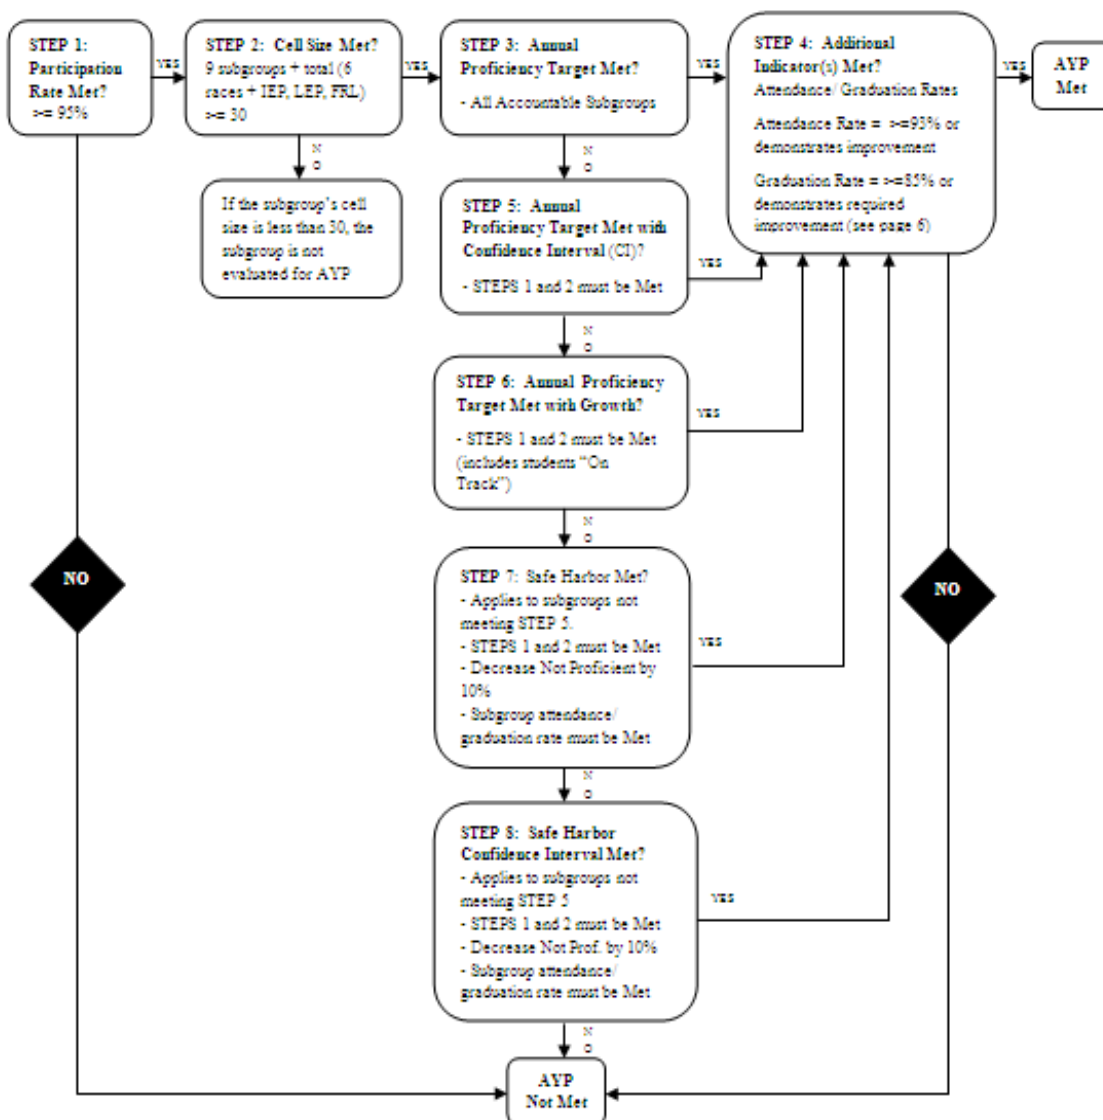 STEP 1:
Participation
Rate Met?
>= 95%
YES
STEP 2: Cell Size Met?
9 subgroups + total (6
races + IEP, LEP, FRL)
>= 30
YES
STEP 3: Annual
Proficiency Target Met?
- All Accountable Subgroups
YES
STEP 4: Additional
Indicator(s) Met?
Attendance/ Graduation Rates
Attendance Rate = >=93% or
demonstrates improvement
Graduation Rate = >=85% or
demonstrates required
improvement (see page 6)
YES
AYP
Met
N
O
If the subgroup's cell
size is less than 30, the
subgroup is not
evaluated for AYP
N
O
STEP 5: Annual
Proficiency Target Met with
Confidence Interval (CI)?
- STEPS 1 and 2 must be Met
YES
N
O
STEP 6: Annual Proficiency
Target Met with Growth?
- STEPS 1 and 2 must be Met
(includes students “On
Track”)
YES
N
O
NO
STEP 7: Safe Harbor Met?
- Applies to subgroups not
meeting STEP 5.
- STEPS 1 and 2 must be Met
- Decrease Not Proficient by
10%
- Subgroup attendance/
graduation rate must be Met
YES
NO
N
O
STEP 8: Safe Harbor
Confidence Interval Met?
- Applies to subgroups not
meeting STEP 5
- STEPS 1 and 2 must be Met
- Decrease Not Prof. by 10%
- Subgroup attendance/
graduation rate must be Met
YES
N
O
AYP
Not Met